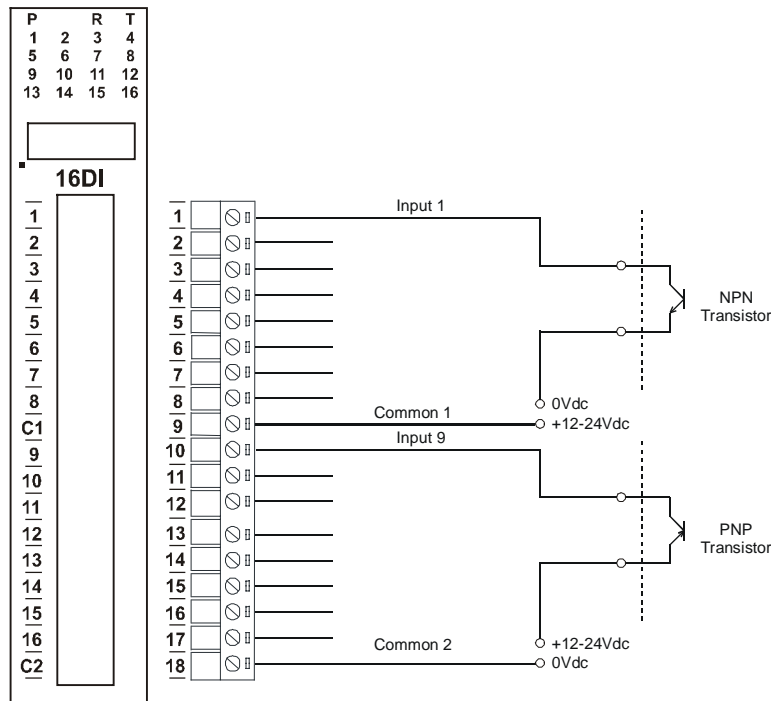 P R T
1 2 3 4
5 6 7 8
9 10 11 12
13 14 15 16
16DI
1
2
3
4
5
6
7
8
C1
9
10
11
12
13
14
15
16
C2
1
2
3
4
5
6
7
8
9
10
11
12
13
14
15
16
17
18
Input 1
NPN
Transistor
0Vdc
Common 1
+12-24Vdc
Input 9
PNP
Transistor
+12-24Vdc
Common 2
0Vdc